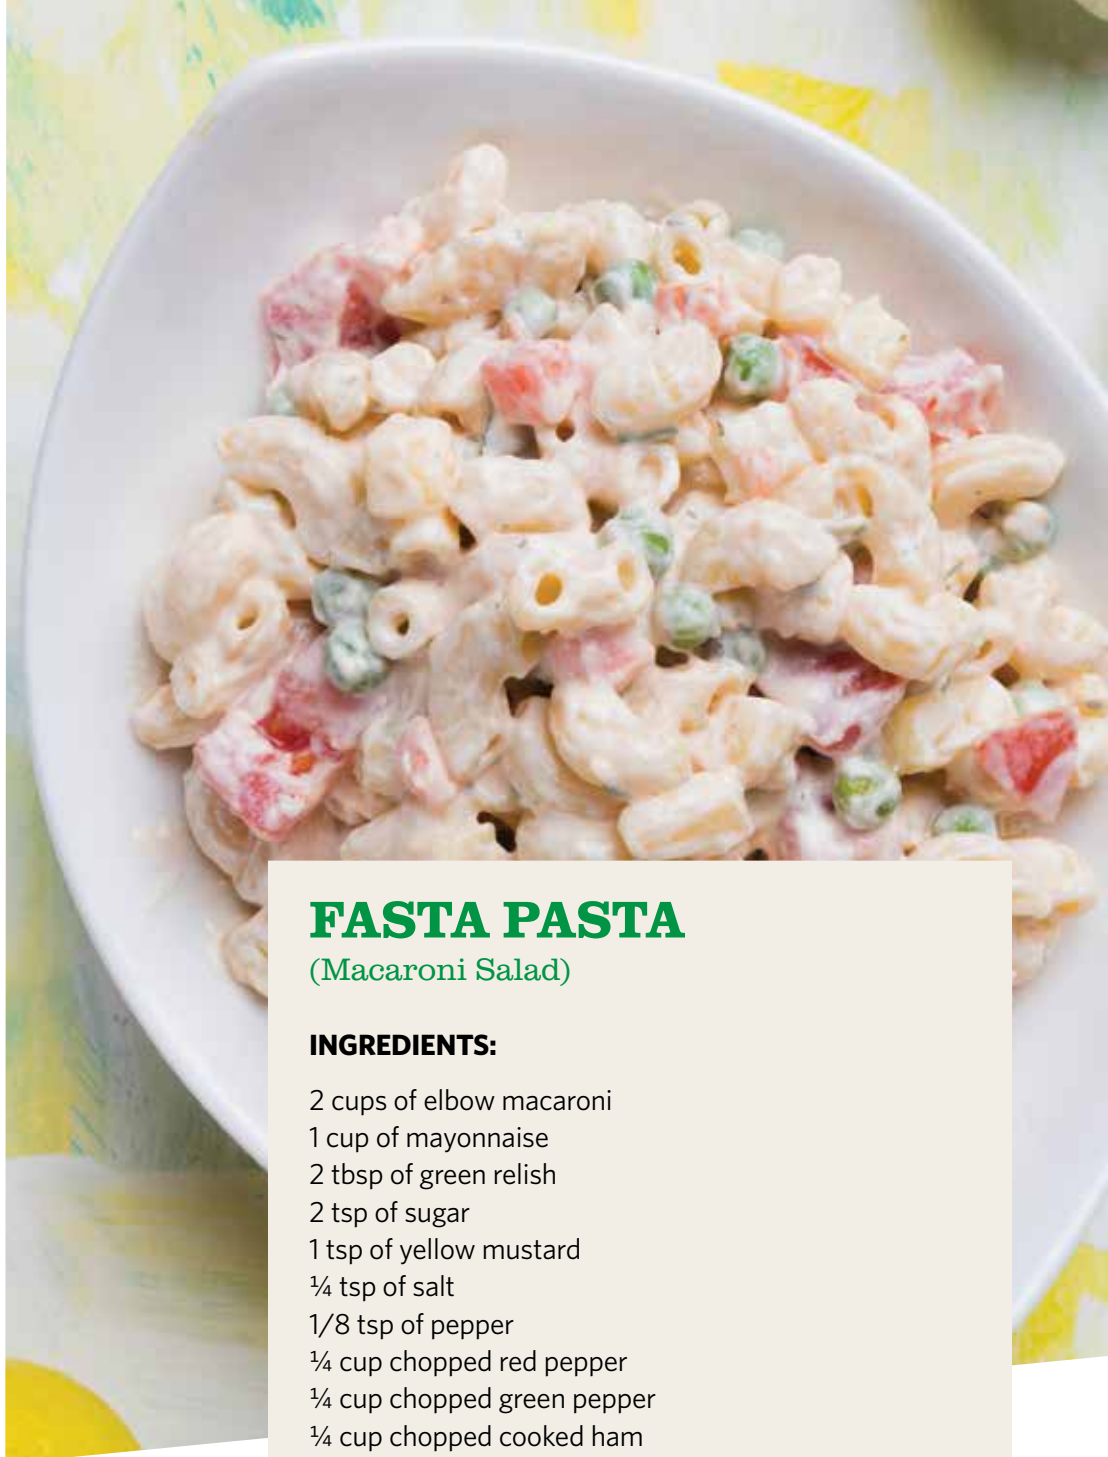 FASTA PASTA
(Macaroni Salad)
INGREDIENTS:
2 cups of elbow macaroni
1 cup of mayonnaise
2 tbsp of green relish
2 tsp of sugar
1 tsp of yellow mustard
¼ tsp of salt
1/8 tsp of pepper
¼ cup chopped red pepper
¼ cup chopped green pepper
¼ cup chopped cooked ham